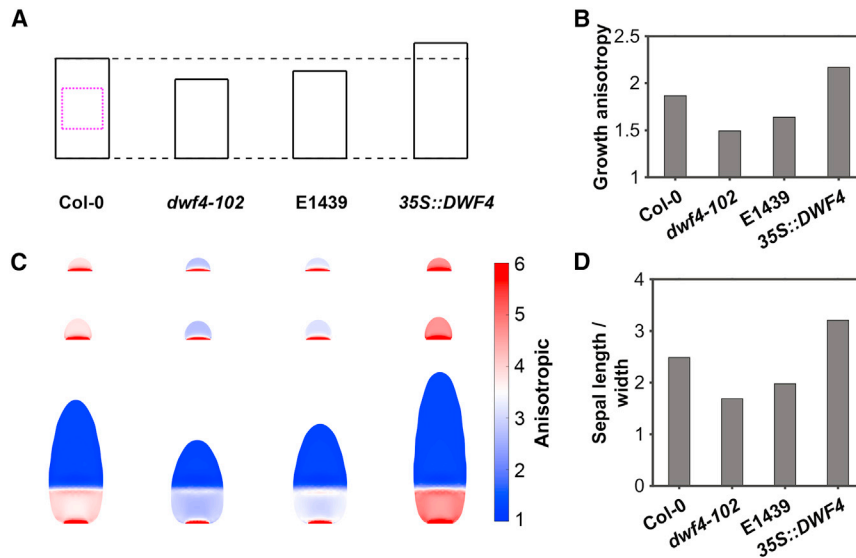 A
Col-0
dwf4-102
E1439
35S::DWF4
B
Growth anisotropy
2.5
2
1.5
1
Col-0
dwf4-102
E1439
35S::DWF4
C
6
5
4
3
2
1
Anisotropic
D
Sepal length /
width
4
3
2
1
0
Col-0
dwf4-102
E1439
35S::DWF4